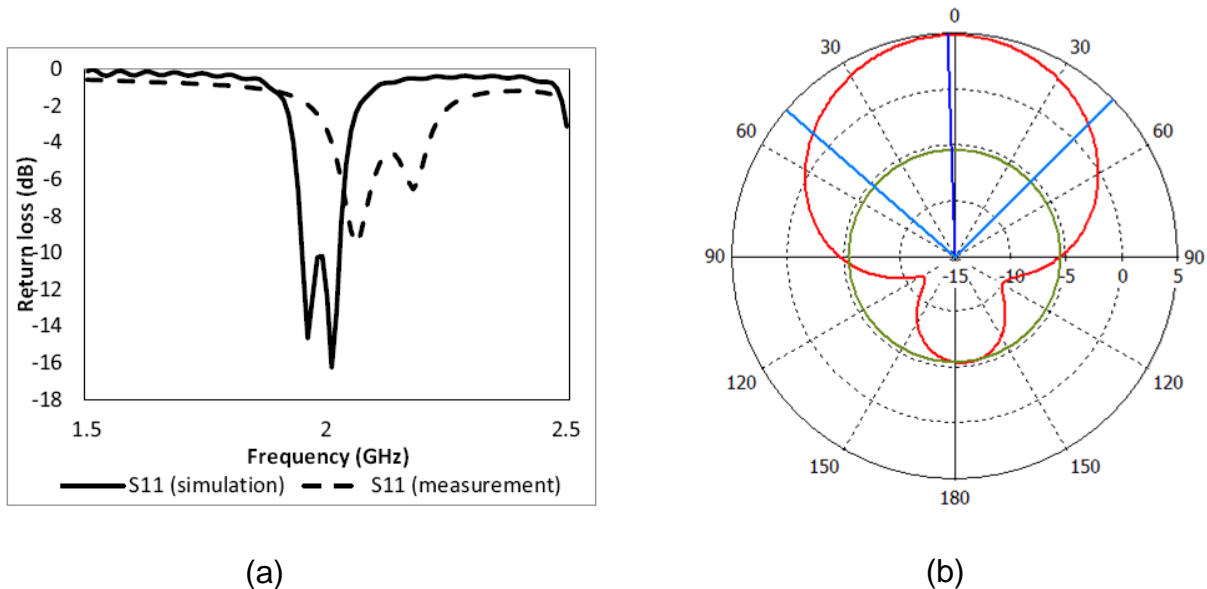 0
-2
-4
-6
-8
-10
-12
-14
-16
-18
Return loss (dB)
1.5 2 2.5
Frequency (GHz)
S11 (simulation) S11 (measurement)
(a)
0
30 30
60 60
90 -15 -10 -5 0 5 90
120 120
150 150
180
(b)